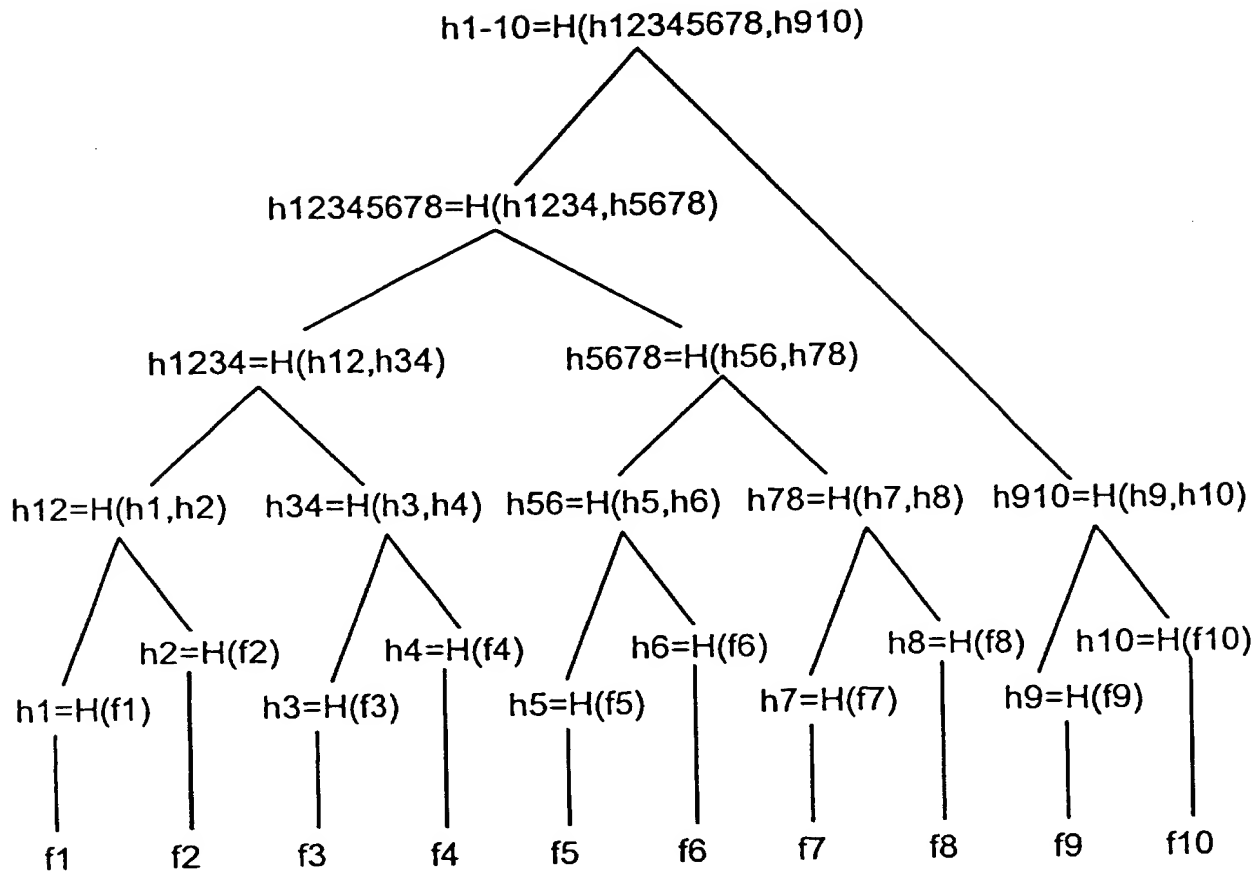 h1-10=H(h12345678,h910)
h12345678=H(h1234,h5678)
h1234=H(h12,h34) h5678=H(h56,h78)
h12=H(h1,h2) h34=H(h3,h4) h56=H(h5,h6) h78=H(h7,h8) h910=H(h9,h10)
h2=H(f2) h4=H(f4) h6=H(f6) h8=H(f8) h10=H(f10)
h1=H(f1) h3=H(f3) h5=H(f5) h7=H(f7) h9=H(f9)
f1 f2 f3 f4 f5 f6 f7 f8 f9 f10